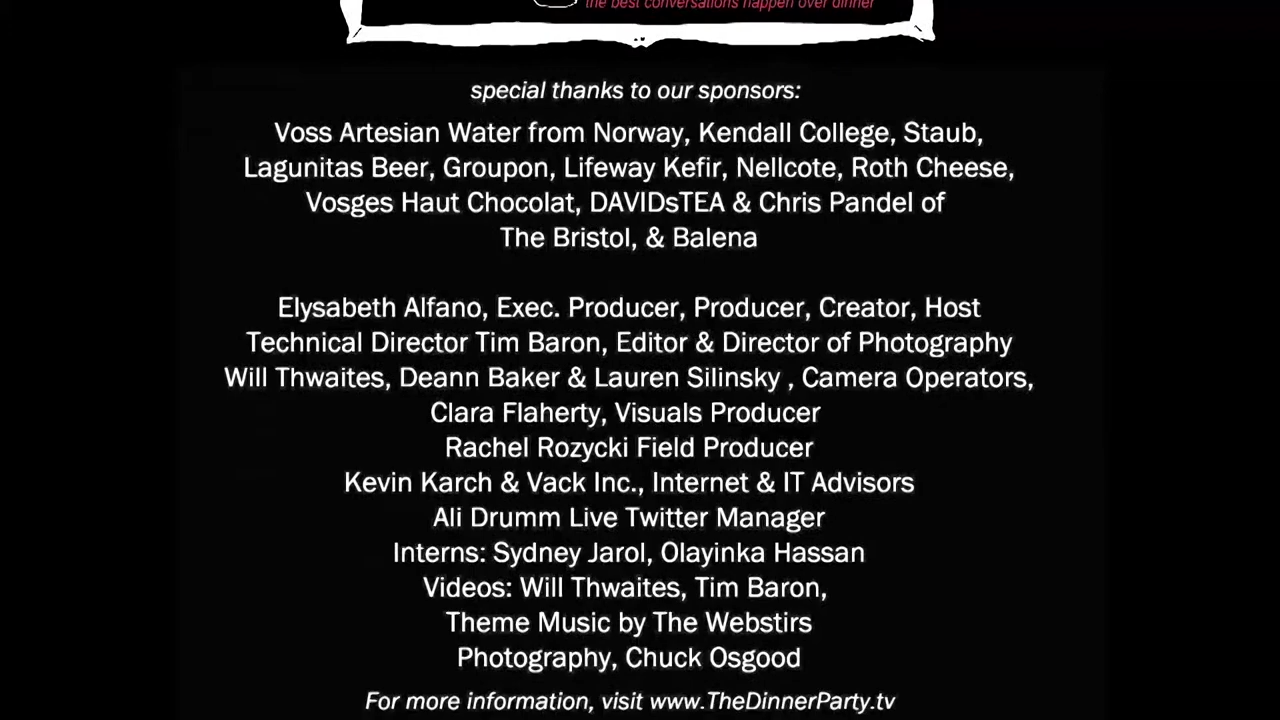 the best conversations happen over dinner
special thanks to our sponsors:
Voss Artesian Water from Norway, Kendall College, Staub,
Lagunitas Beer, Groupon, Lifeway Kefir, Nellcote, Roth Cheese,
Vosges Haut Chocolat, DAVIDsTEA & Chris Pandel of
The Bristol, & Balena
Elysabeth Alfano, Exec. Producer, Producer, Creator, Host
Technical Director Tim Baron, Editor & Director of Photography
Will Thwaites, Deann Baker & Lauren Silinsky , Camera Operators,
Clara Flaherty, Visuals Producer
Rachel Rozycki Field Producer
Kevin Karch & Vack Inc., Internet & IT Advisors
Ali Drumm Live Twitter Manager
Interns: Sydney Jarol, Olayinka Hassan
Videos: Will Thwaites, Tim Baron,
Theme Music by The Webstirs
Photography, Chuck Osgood
For more information, visit www.TheDinnerParty.tv